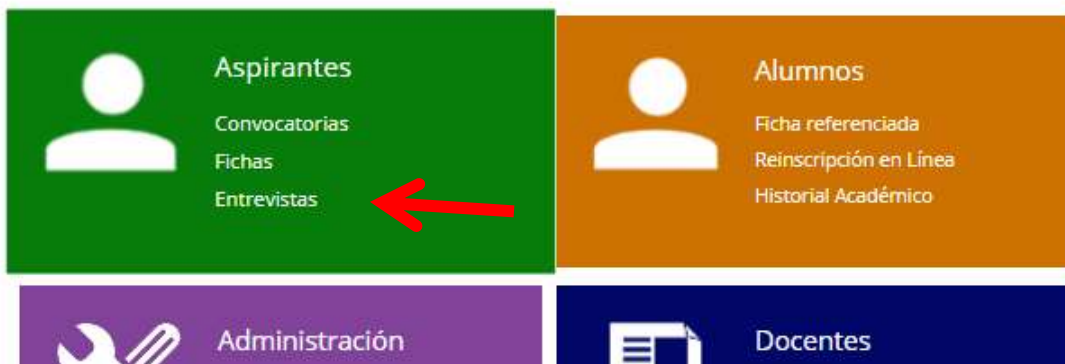 Aspirantes
Convocatorias
Fichas
Entrevistas
Alumnos
Ficha referenciada
Reinscripción en Línea
Historial Académico
Administración
Docentes